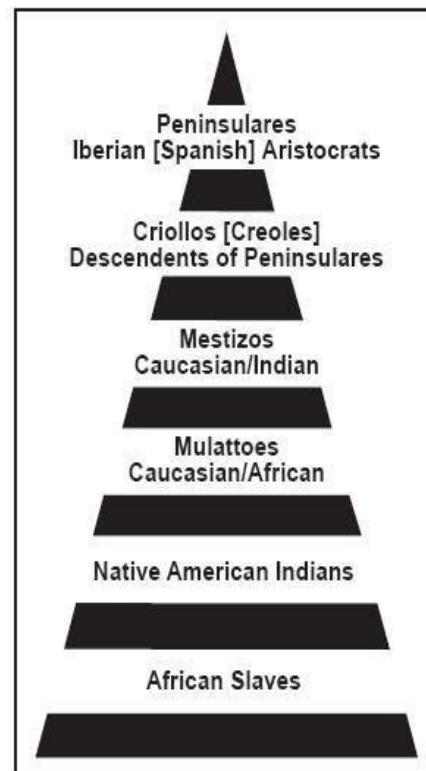 Peninsulares
Iberian [Spanish] Aristocrats
Criollos [Creoles]
Descendents of Peninsulares
Mestizos
Caucasian/Indian
Mulattoes
Caucasian/African
Native American Indians
African Slaves